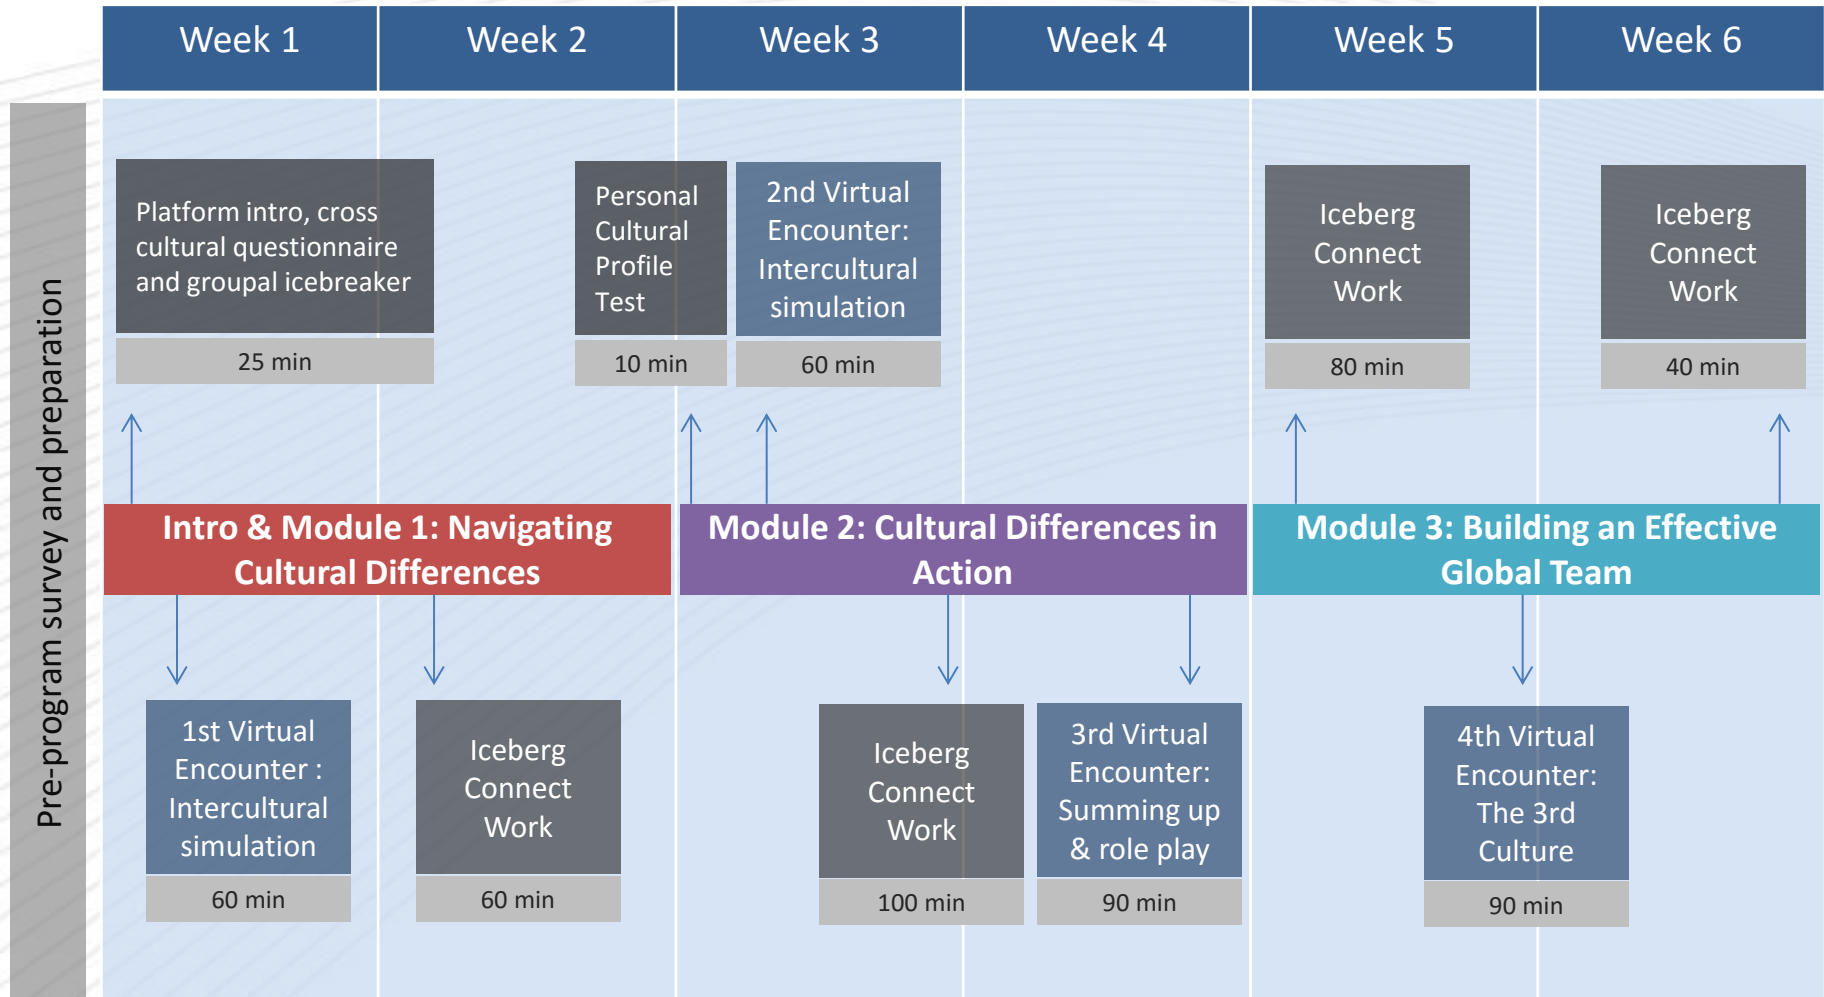 Week 1
Week 2
Week 3
Week 4
Week 5
Week 6
Pre-program survey and preparation
Platform intro, cross
cultural questionnaire
and groupal icebreaker
25 min
Personal
Cultural
Profile
Test
10 min
2nd Virtual
Encounter:
Intercultural
simulation
60 min
Iceberg
Connect
Work
80 min
Iceberg
Connect
Work
40 min
Intro & Module 1: Navigating
Cultural Differences
Module 2: Cultural Differences in
Action
Module 3: Building an Effective
Global Team
1st Virtual
Encounter :
Intercultural
simulation
60 min
Iceberg
Connect
Work
60 min
Iceberg
Connect
Work
100 min
3rd Virtual
Encounter:
Summing up
& role play
90 min
4th Virtual
Encounter:
The 3rd
Culture
90 min